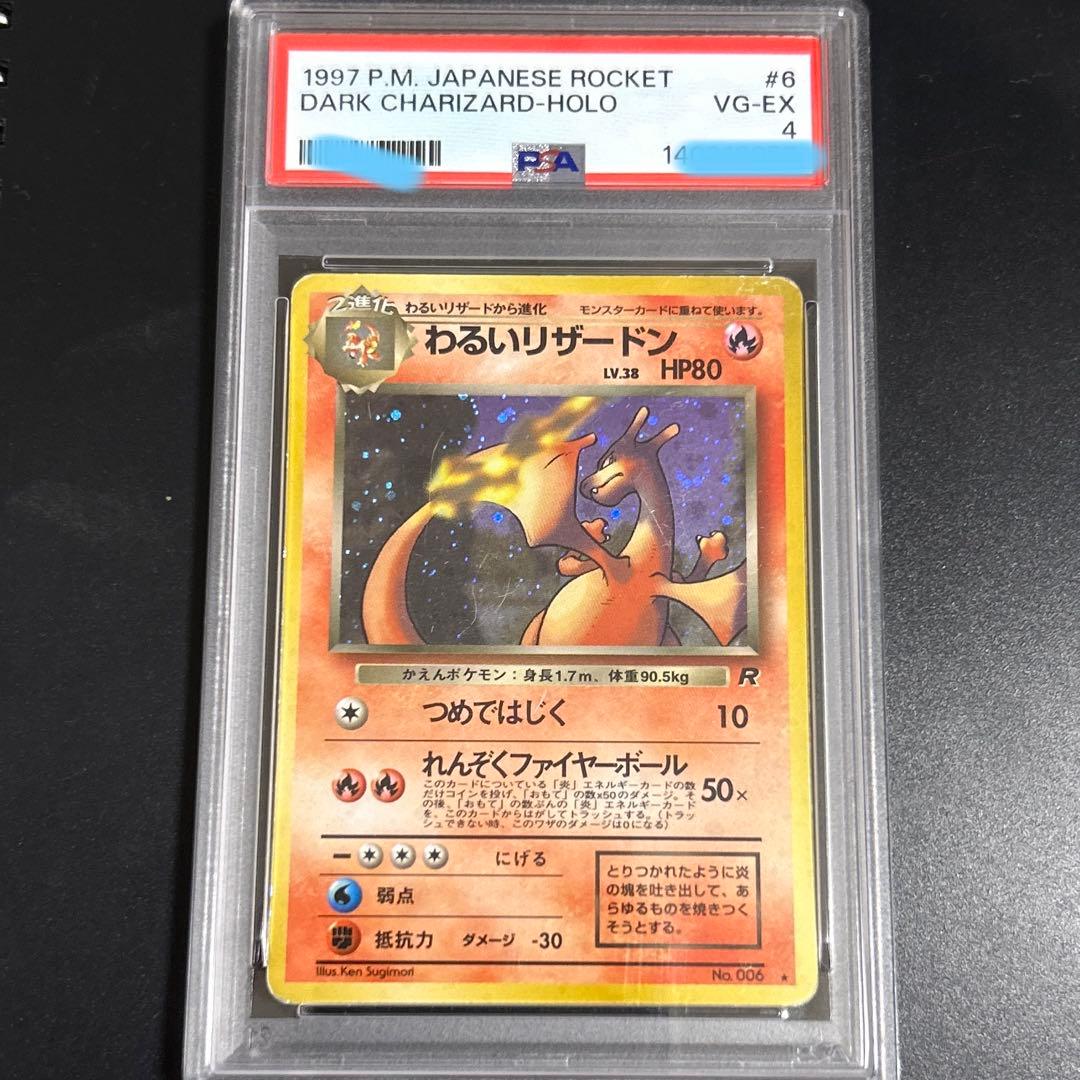 1997 P.M. JAPANESE ROCKET #6
DARK CHARIZARD-HOLO VG-EX
4
PSA 14
2進化 わるいリザードから進化 モンスターカードに重ねて使います。
わるいリザードン
LV.38 HP80
かえんポケモン：身長1.7m、体重90.5kg R
つめではじく 10
れんぞくファイヤーボール
このカードについている「炎」エネルギーカードの数
だけコインを投げ、「おもて」の数×50のダメージ。そ
の後、「おもて」の数ぶんの「炎」エネルギーカード
を、このカードからはがしてトラッシュする。（トラッ
シュできない時、このワザのダメージは0になる）
50×
にげる
弱点
抵抗力 ダメージ -30
とりつかれたように炎
の塊を吐き出して、あ
らゆるものを焼きつく
そうとする。
Illus.Ken Sugimori No. 006 ★